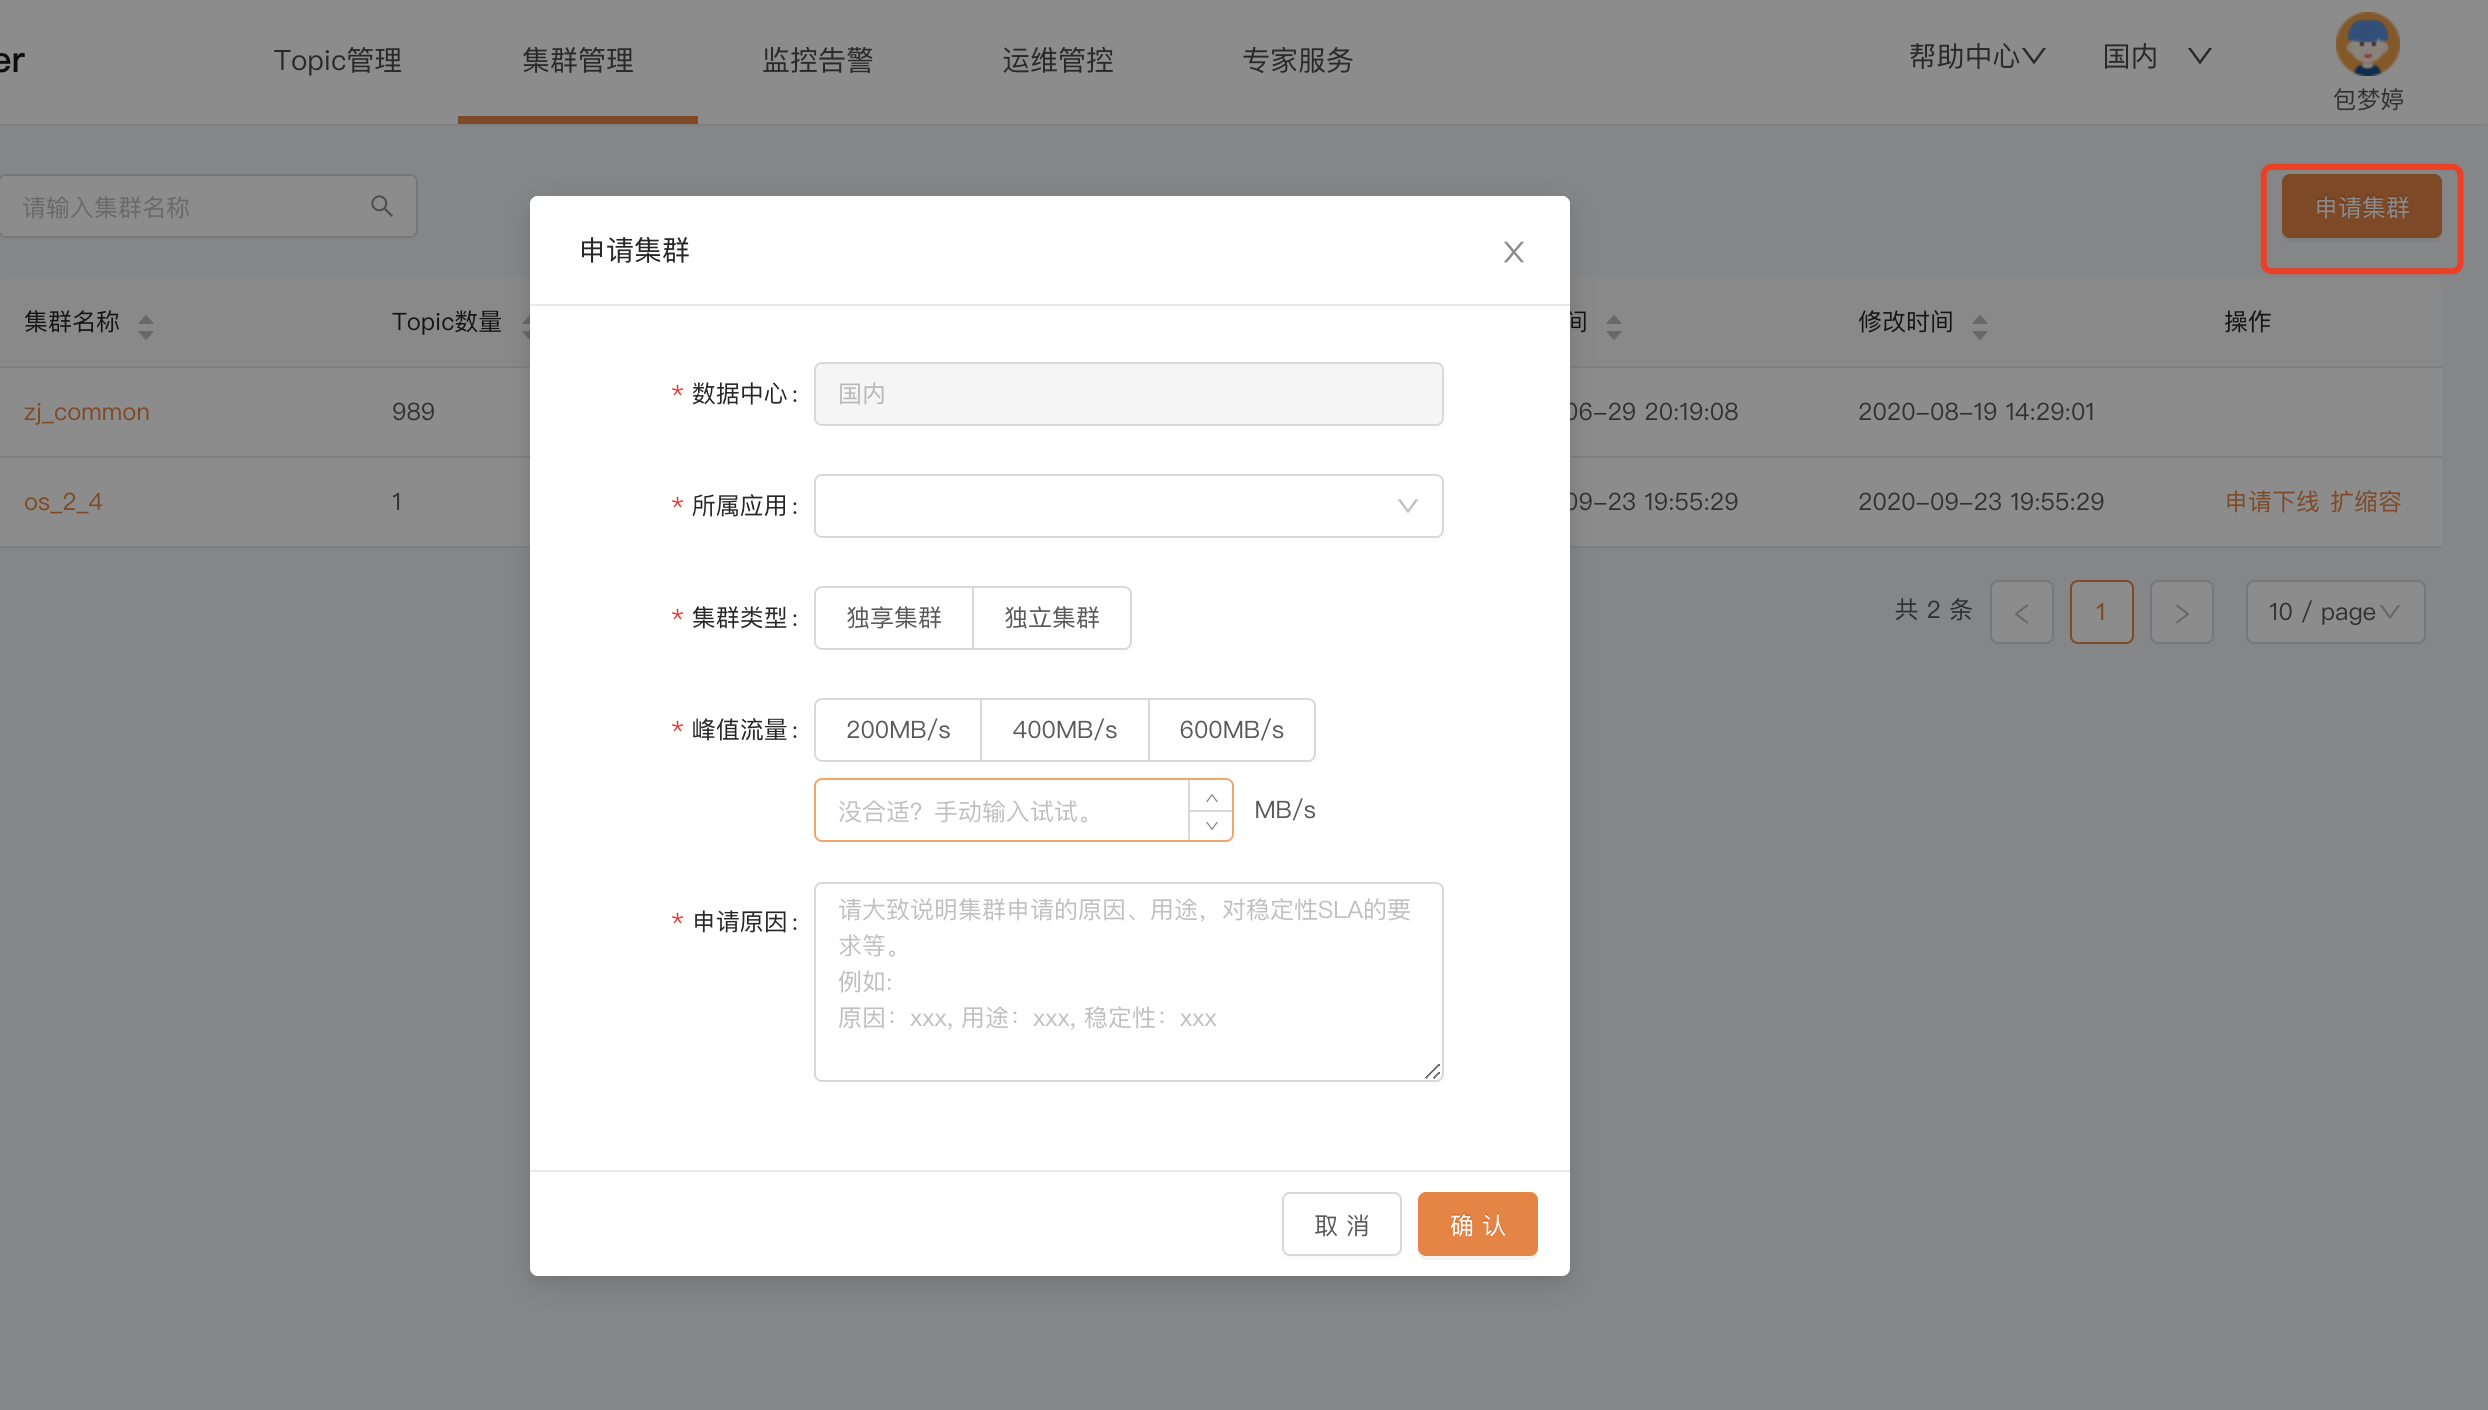 er
Topic管理
集群管理
监控告警
运维管控
专家服务
帮助中心
国内
包梦婷
请输入集群名称
申请集群
集群名称
Topic数量
间
修改时间
操作
zj_common
989
06-29 20:19:08
2020-08-19 14:29:01
os_2_4
1
09-23 19:55:29
2020-09-23 19:55:29
申请下线 扩缩容
共 2 条
1
10 / page
申请集群
* 数据中心:
国内
* 所属应用:
* 集群类型:
独享集群
独立集群
* 峰值流量:
200MB/s
400MB/s
600MB/s
没合适？手动输入试试。
MB/s
* 申请原因:
请大致说明集群申请的原因、用途，对稳定性SLA的要
求等。
例如:
原因：xxx, 用途：xxx, 稳定性：xxx
取 消
确 认